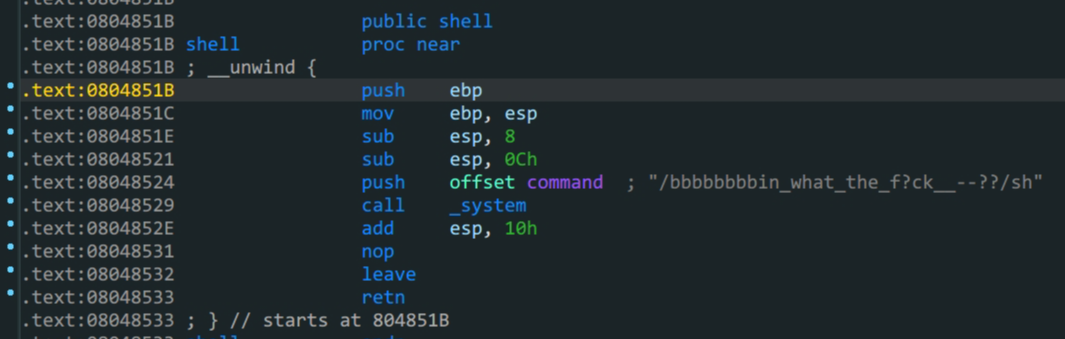 .text:0804851B
.text:0804851B public shell
.text:0804851B shell proc near
.text:0804851B ; __unwind {
.text:0804851B push ebp
.text:0804851C mov ebp, esp
.text:0804851E sub esp, 8
.text:08048521 sub esp, 0Ch
.text:08048524 push offset command ; "/bbbbbbbbin_what_the_f?ck__--??/sh"
.text:08048529 call _system
.text:0804852E add esp, 10h
.text:08048531 nop
.text:08048532 leave
.text:08048533 retn
.text:08048533 ; } // starts at 804851B